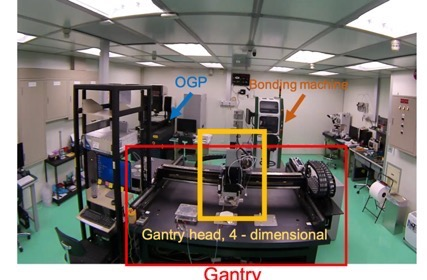 OGP
Bonding machine
Gantry head, 4 - dimensional
Gantry